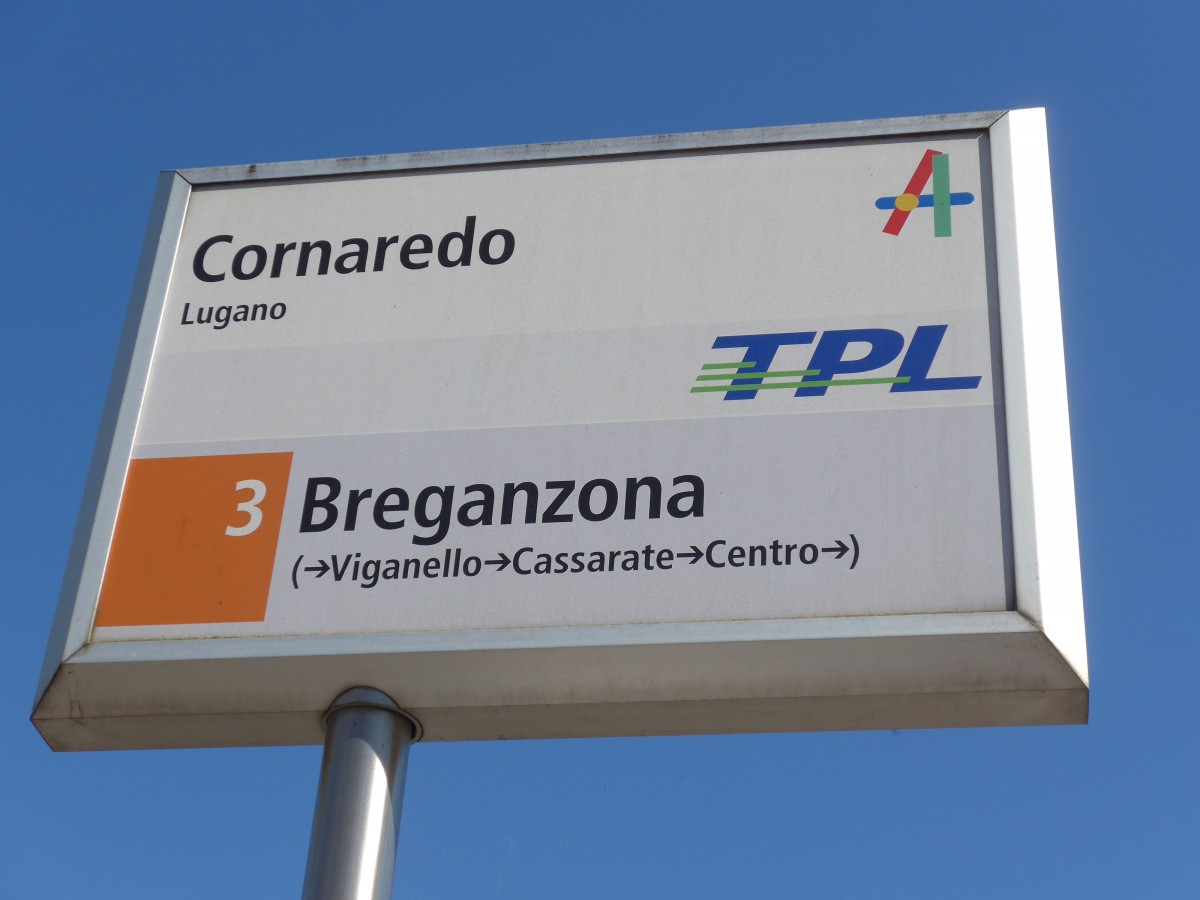 Cornaredo
Lugano
TPL
3 Breganzona
(→Viganello→Cassarate→Centro→)